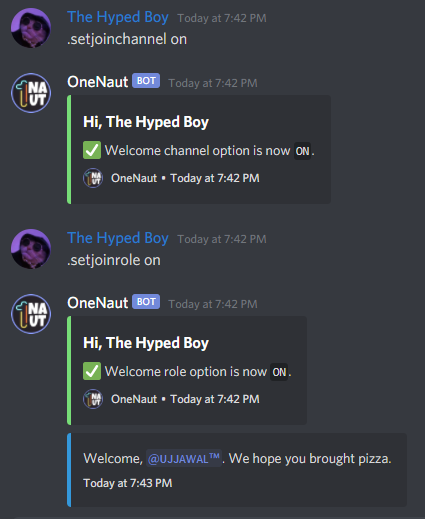 The Hyped Boy Today at 7:42 PM
.setjoinchannel on
NA
UT
OneNaut BOT Today at 7:42 PM
Hi, The Hyped Boy
✅ Welcome channel option is now ON.
OneNaut • Today at 7:42 PM
The Hyped Boy Today at 7:42 PM
.setjoinrole on
NA
UT
OneNaut BOT Today at 7:42 PM
Hi, The Hyped Boy
✅ Welcome role option is now ON.
OneNaut • Today at 7:42 PM
Welcome, @UJJAWAL™. We hope you brought pizza.
Today at 7:43 PM